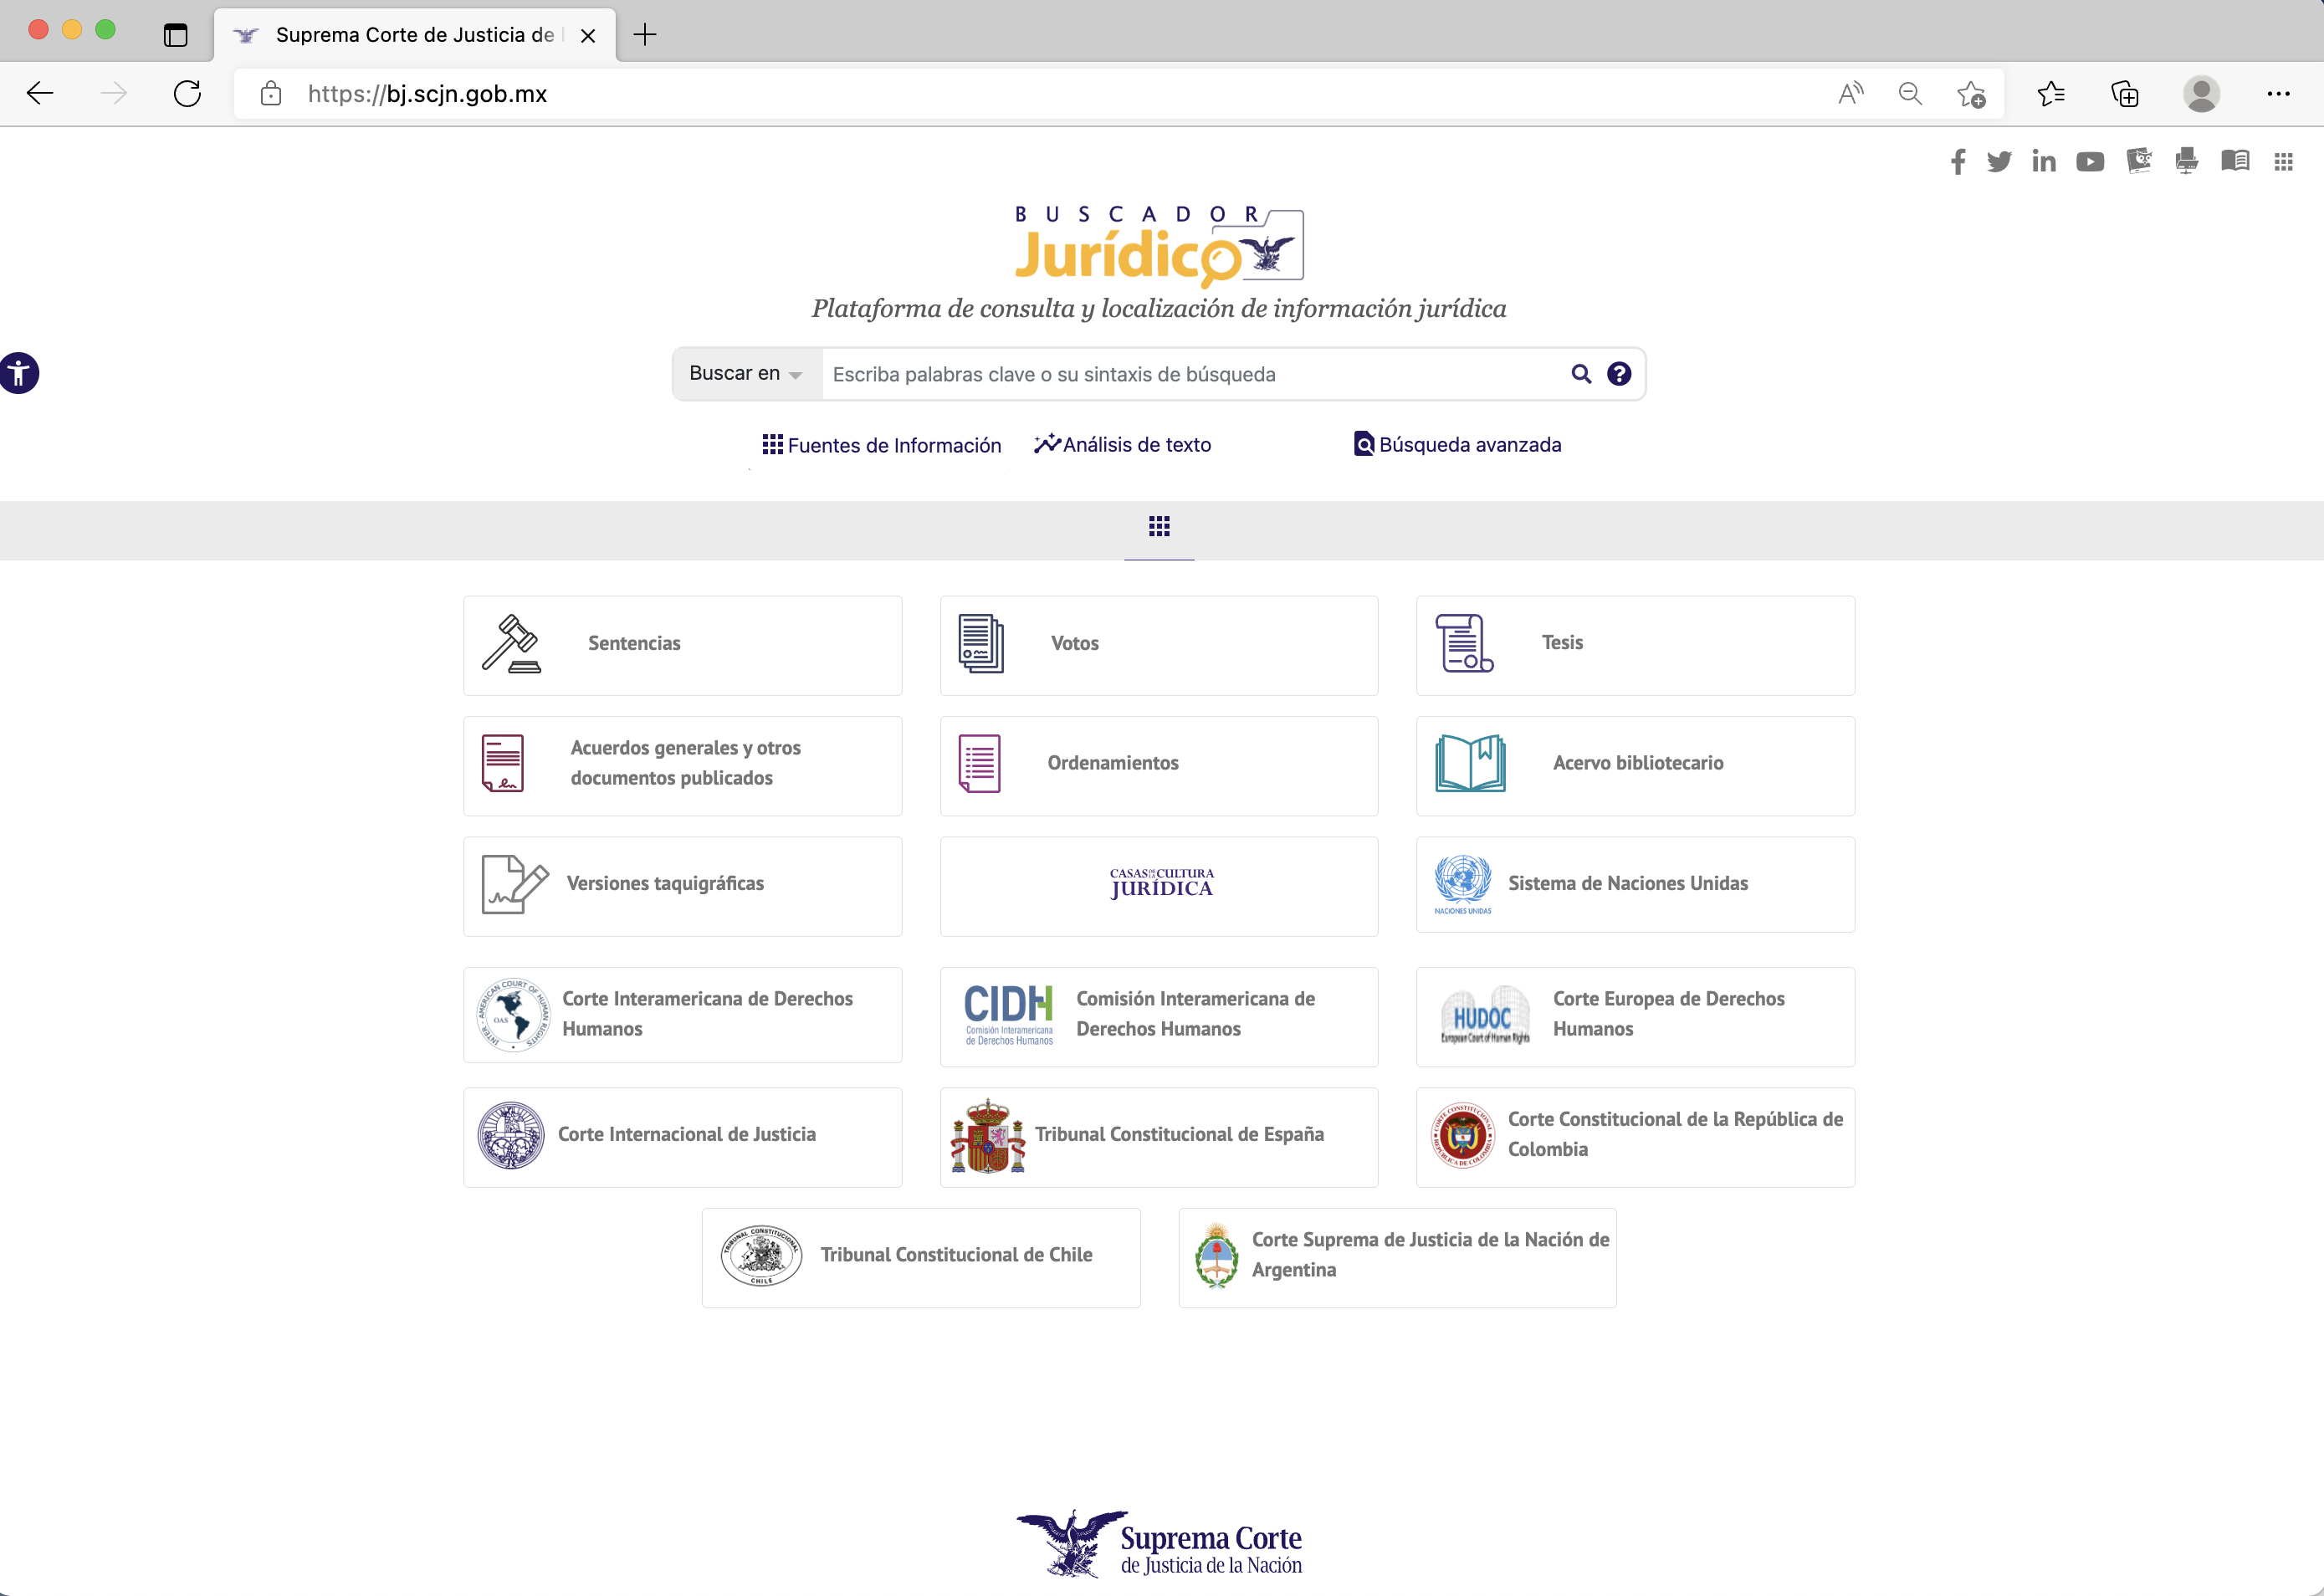 Suprema Corte de Justicia de
https://bj.scjn.gob.mx
BUSCADOR
Jurídico
Plataforma de consulta y localización de información jurídica
Buscar en
Escriba palabras clave o su sintaxis de búsqueda
Fuentes de Información
Análisis de texto
Búsqueda avanzada
Sentencias
Votos
Tesis
Acuerdos generales y otros
documentos publicados
Ordenamientos
Acervo bibliotecario
Versiones taquigráficas
CASAS DE LA CULTURA
JURÍDICA
NACIONES UNIDAS
Sistema de Naciones Unidas
INTER-AMERICAN COURT OF HUMAN RIGHTS
OAS
Corte Interamericana de Derechos
Humanos
CIDH
Comisión Interamericana
de Derechos Humanos
Comisión Interamericana de
Derechos Humanos
HUDOC
European Court of Human Rights
Corte Europea de Derechos
Humanos
Corte Internacional de Justicia
Tribunal Constitucional de España
CORTE CONSTITUCIONAL
REPÚBLICA DE COLOMBIA
Corte Constitucional de la República de
Colombia
TRIBUNAL CONSTITUCIONAL
CHILE
Tribunal Constitucional de Chile
Corte Suprema de Justicia de la Nación de
Argentina
Suprema Corte
de Justicia de la Nación